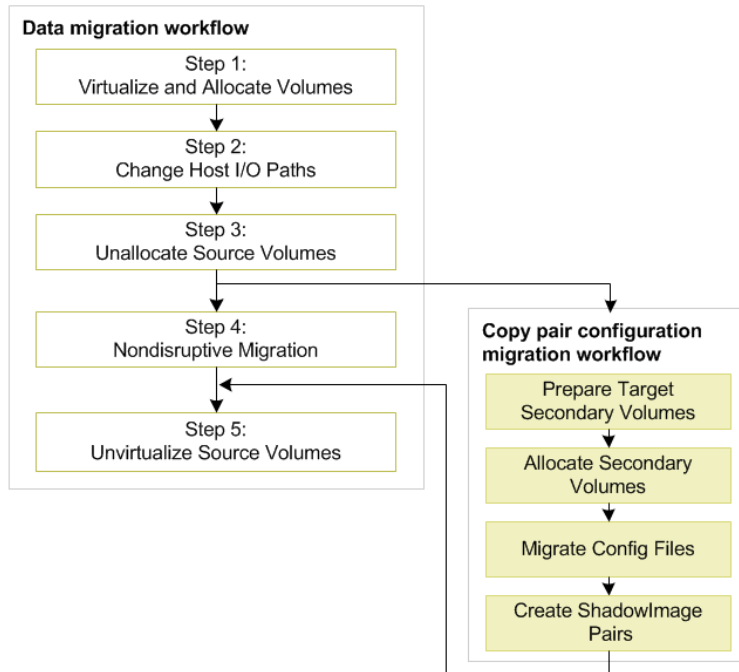 Data migration workflow
Step 1:
Virtualize and Allocate Volumes
Step 2:
Change Host I/O Paths
Step 3:
Unallocate Source Volumes
Step 4:
Nondisruptive Migration
Step 5:
Unvirtualize Source Volumes
Copy pair configuration
migration workflow
Prepare Target
Secondary Volumes
Allocate Secondary
Volumes
Migrate Config Files
Create ShadowImage
Pairs